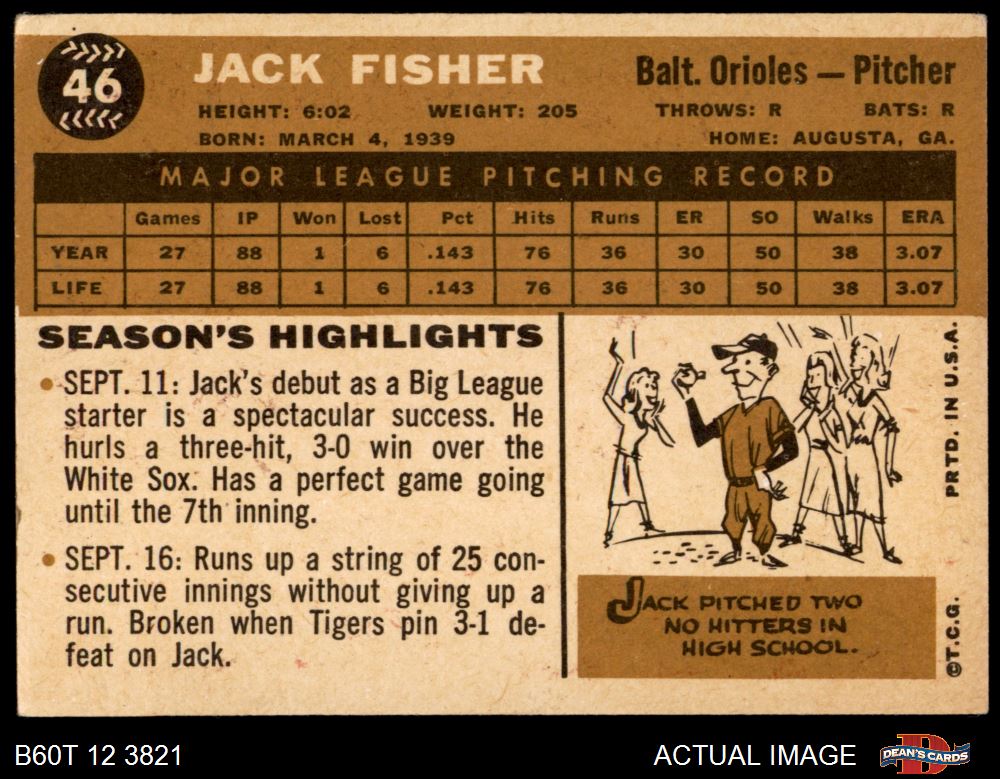 46
JACK FISHER
Balt. Orioles — Pitcher
HEIGHT: 6:02 WEIGHT: 205 THROWS: R BATS: R
BORN: MARCH 4, 1939 HOME: AUGUSTA, GA.
MAJOR LEAGUE PITCHING RECORD
Games IP Won Lost Pct Hits Runs ER SO Walks ERA
YEAR 27 88 1 6 .143 76 36 30 50 38 3.07
LIFE 27 88 1 6 .143 76 36 30 50 38 3.07
SEASON'S HIGHLIGHTS
• SEPT. 11: Jack's debut as a Big League
starter is a spectacular success. He
hurls a three-hit, 3-0 win over the
White Sox. Has a perfect game going
until the 7th inning.
• SEPT. 16: Runs up a string of 25 con-
secutive innings without giving up a
run. Broken when Tigers pin 3-1 de-
feat on Jack.
JACK PITCHED TWO
NO HITTERS IN
HIGH SCHOOL.
PRTD. IN U.S.A.
©T.C.G.
B60T 12 3821
ACTUAL IMAGE
D
DEAN'S CARDS